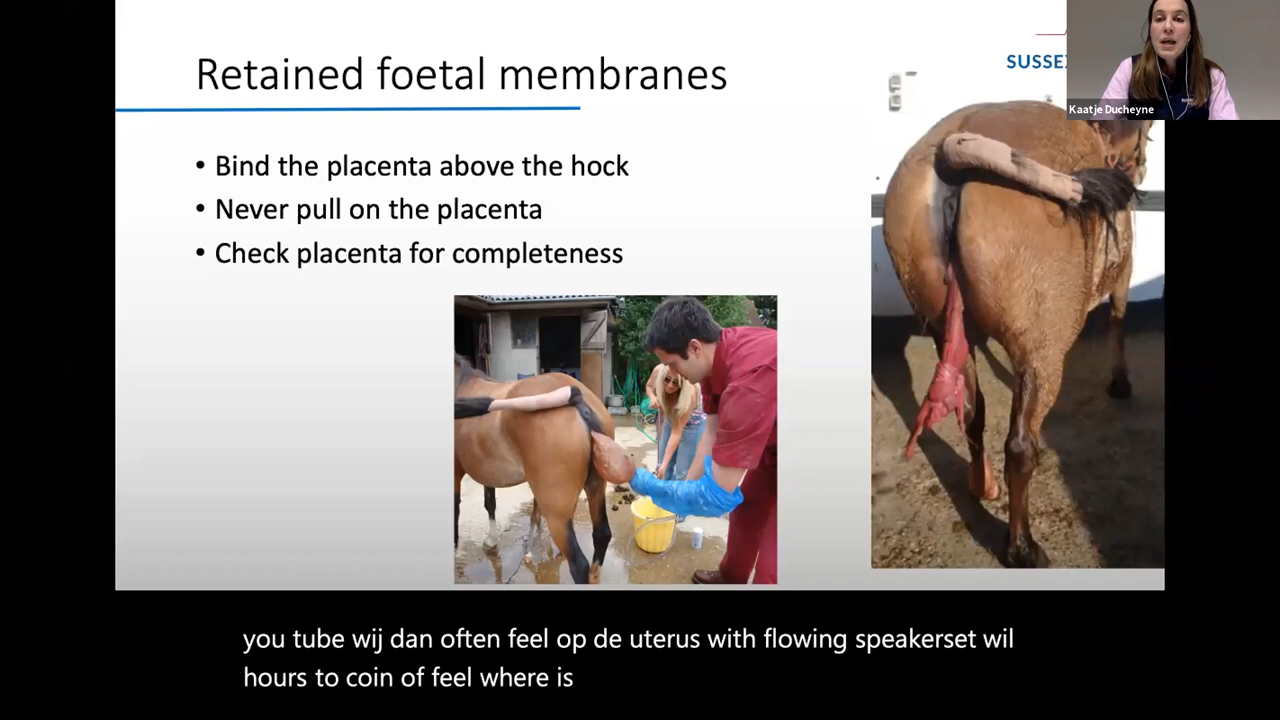 Retained foetal membranes
SUSSE
Kaatje Ducheyne
• Bind the placenta above the hock
• Never pull on the placenta
• Check placenta for completeness
you tube wij dan often feel op de uterus with flowing speakerset wil
hours to coin of feel where is